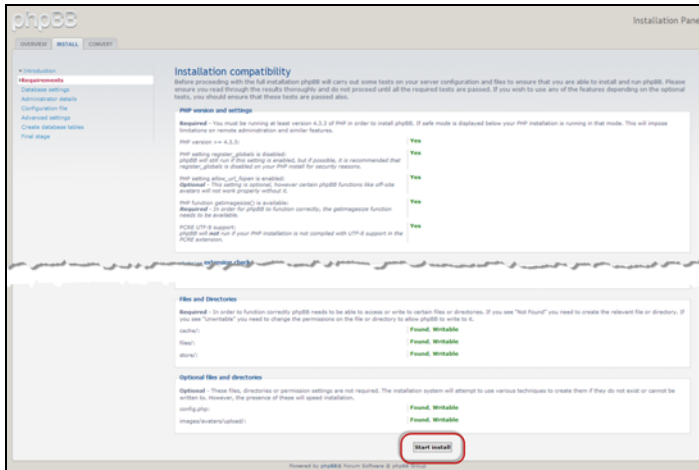 phpBB
Installation Pane
OVERVIEW
INSTALL
CONVERT
Introduction
Requirements
Database settings
Administrator details
Configuration file
Advanced settings
Create database tables
Final stage
Installation compatibility
Before proceeding with the full installation phpBB will carry out some tests on your server configuration and files to ensure that you are able to install and run phpBB. Please
ensure you read through the results thoroughly and do not proceed until all the required tests are passed. If you wish to use any of the features depending on the optional
tests, you should ensure that these tests are passed also.
PHP version and settings
Required - You must be running at least version 4.3.3 of PHP in order to install phpBB. If safe mode is displayed below your PHP installation is running in that mode. This will impose
limitations on remote administration and similar features.
PHP version >= 4.3.3:
Yes
PHP setting register_globals is disabled:
Yes
phpBB will still run if this setting is enabled, but if possible, it is recommended that
register_globals is disabled on your PHP install for security reasons.
PHP setting allow_url_fopen is enabled:
Yes
Optional - This setting is optional, however certain phpBB functions like off-site
avatars will not work properly without it.
PHP function getimagesize() is available:
Yes
Required - In order for phpBB to function correctly, the getimagesize function
needs to be available.
PCRE UTF-8 support:
Yes
phpBB will not run if your PHP installation is not compiled with UTF-8 support in the
PCRE extension.
Files and Directories
Required - In order to function correctly phpBB needs to be able to access or write to certain files or directories. If you see "Not Found" you need to create the relevant file or directory. If
you see "Unwritable" you need to change the permissions on the file or directory to allow phpBB to write to it.
cache/:
Found, Writable
files/:
Found, Writable
store/:
Found, Writable
Optional files and directories
Optional - These files, directories or permission settings are not required. The installation system will attempt to use various techniques to create them if they do not exist or cannot be
written to. However, the presence of these will speed installation.
config.php:
Found, Writable
images/avatars/upload/:
Found, Writable
Start install
Powered by phpBB® Forum Software © phpBB Group